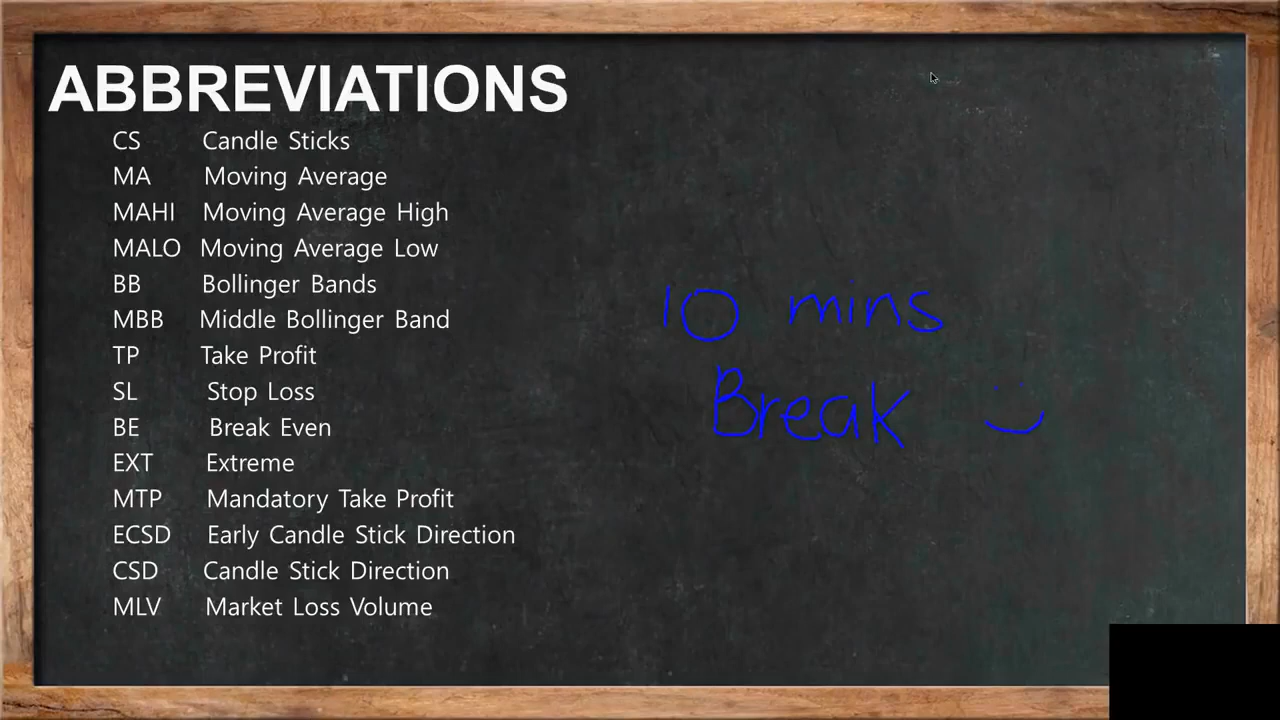 ABBREVIATIONS
CS Candle Sticks
MA Moving Average
MAHI Moving Average High
MALO Moving Average Low
BB Bollinger Bands
MBB Middle Bollinger Band
TP Take Profit
SL Stop Loss
BE Break Even
EXT Extreme
MTP Mandatory Take Profit
ECSD Early Candle Stick Direction
CSD Candle Stick Direction
MLV Market Loss Volume
10 mins
Break